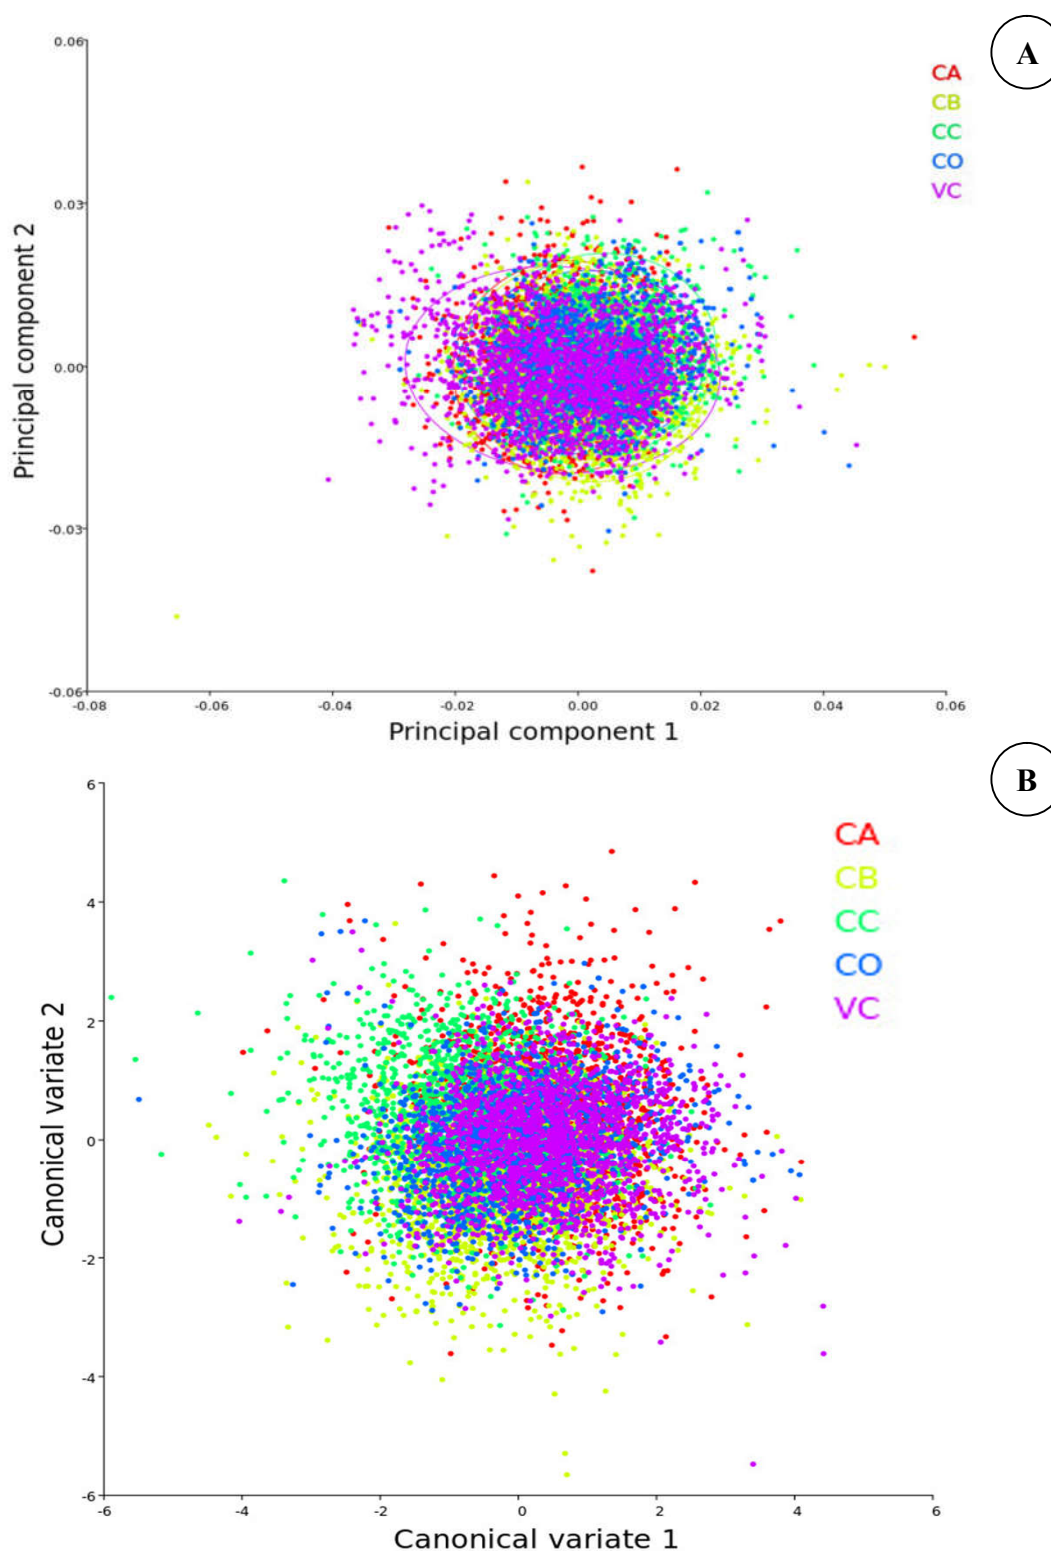 A
0.06
CA
CB
CC
CO
VC
0.03
Principal component 2
0.00
-0.03
-0.06
-0.08 -0.06 -0.04 -0.02 0.00 0.02 0.04 0.06
Principal component 1
B
6
CA
CB
CC
CO
VC
4
2
Canonical variate 2
0
-2
-4
-6
-6 -4 -2 0 2 4 6
Canonical variate 1